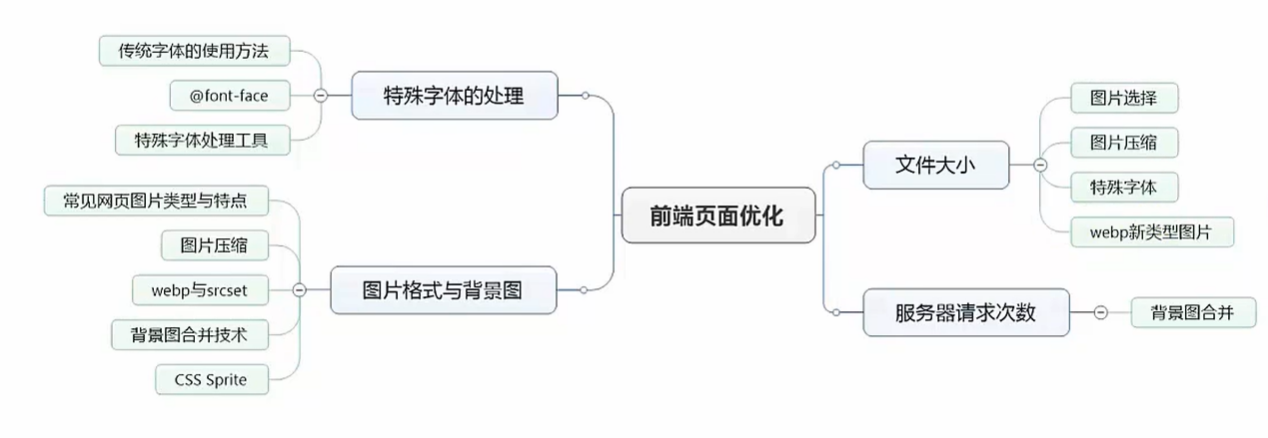 前端页面优化
特殊字体的处理
传统字体的使用方法
@font-face
特殊字体处理工具
图片格式与背景图
常见网页图片类型与特点
图片压缩
webp与srcset
背景图合并技术
CSS Sprite
文件大小
图片选择
图片压缩
特殊字体
webp新类型图片
服务器请求次数
背景图合并